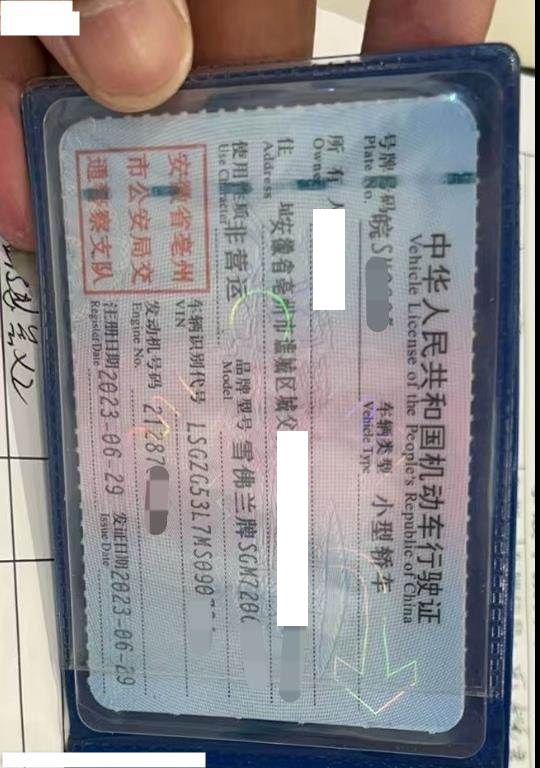 中华人民共和国机动车行驶证
Vehicle License of the People's Republic of China
号牌号码 皖S 车辆类型 小型轿车
Plate No. Vehicle Type
所有人
Owner
住址 安徽省亳州市谯城区城交
Address
使用性质 非营运 品牌型号 雪佛兰牌SGM720
Use Character Model
安徽省亳州
市公安局交
通警察支队
车辆识别代号 LSGZG53L7MS090
VIN
发动机号码 21287
Engine No.
注册日期 2023-06-29 发证日期 2023-06-29
Register Date Issue Date